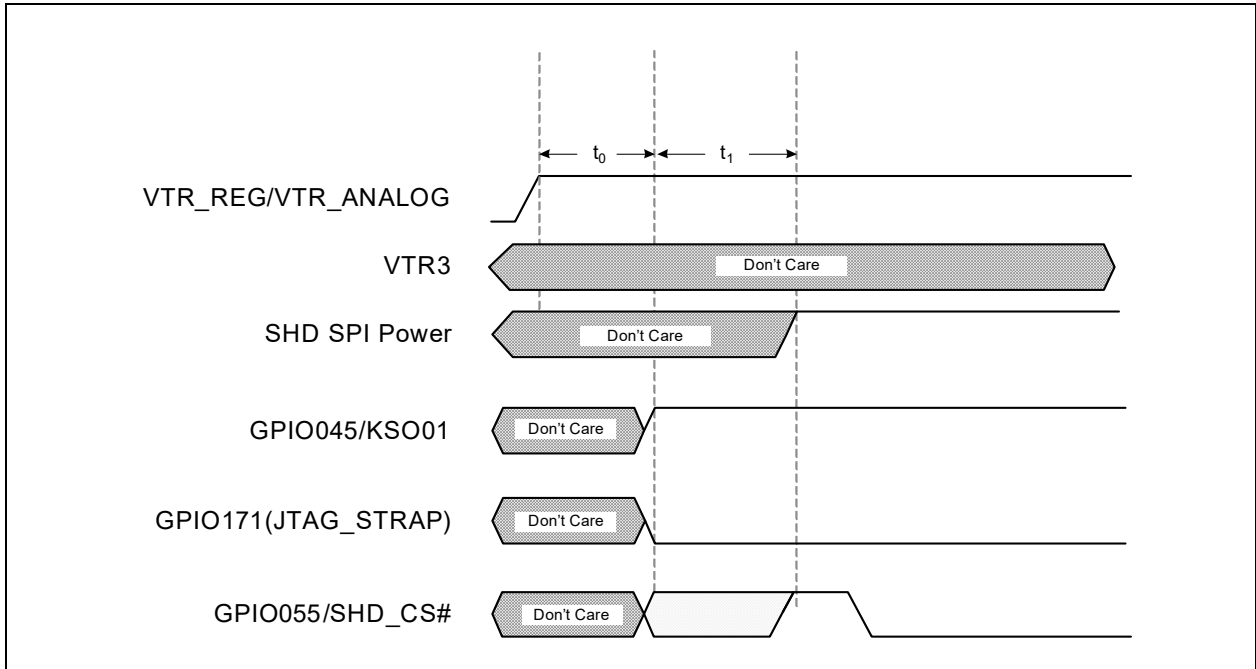 t₀
t₁
VTR_REG/VTR_ANALOG
VTR3
Don't Care
SHD SPI Power
Don't Care
GPIO045/KSO01
Don't Care
GPIO171(JTAG_STRAP)
Don't Care
GPIO055/SHD_CS#
Don't Care